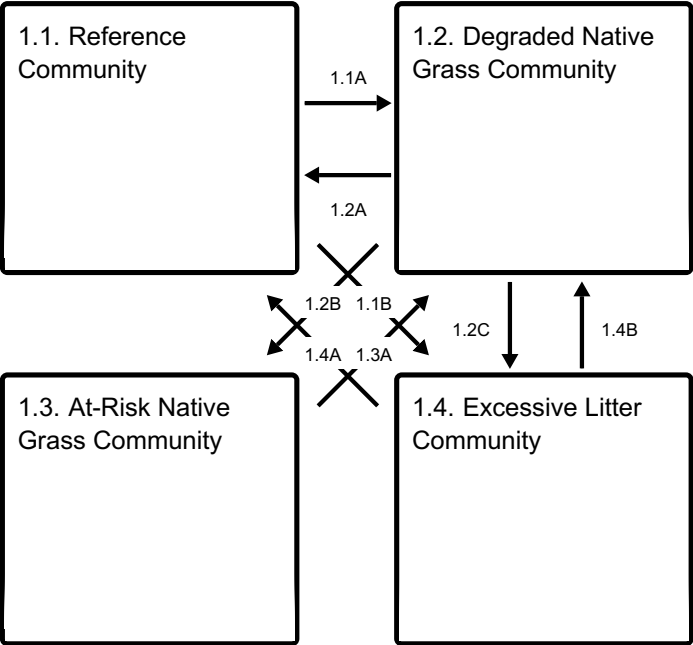 1.1. Reference
Community
1.2. Degraded Native
Grass Community
1.1A
1.2A
1.2B
1.1B
1.4A
1.3A
1.2C
1.4B
1.3. At-Risk Native
Grass Community
1.4. Excessive Litter
Community